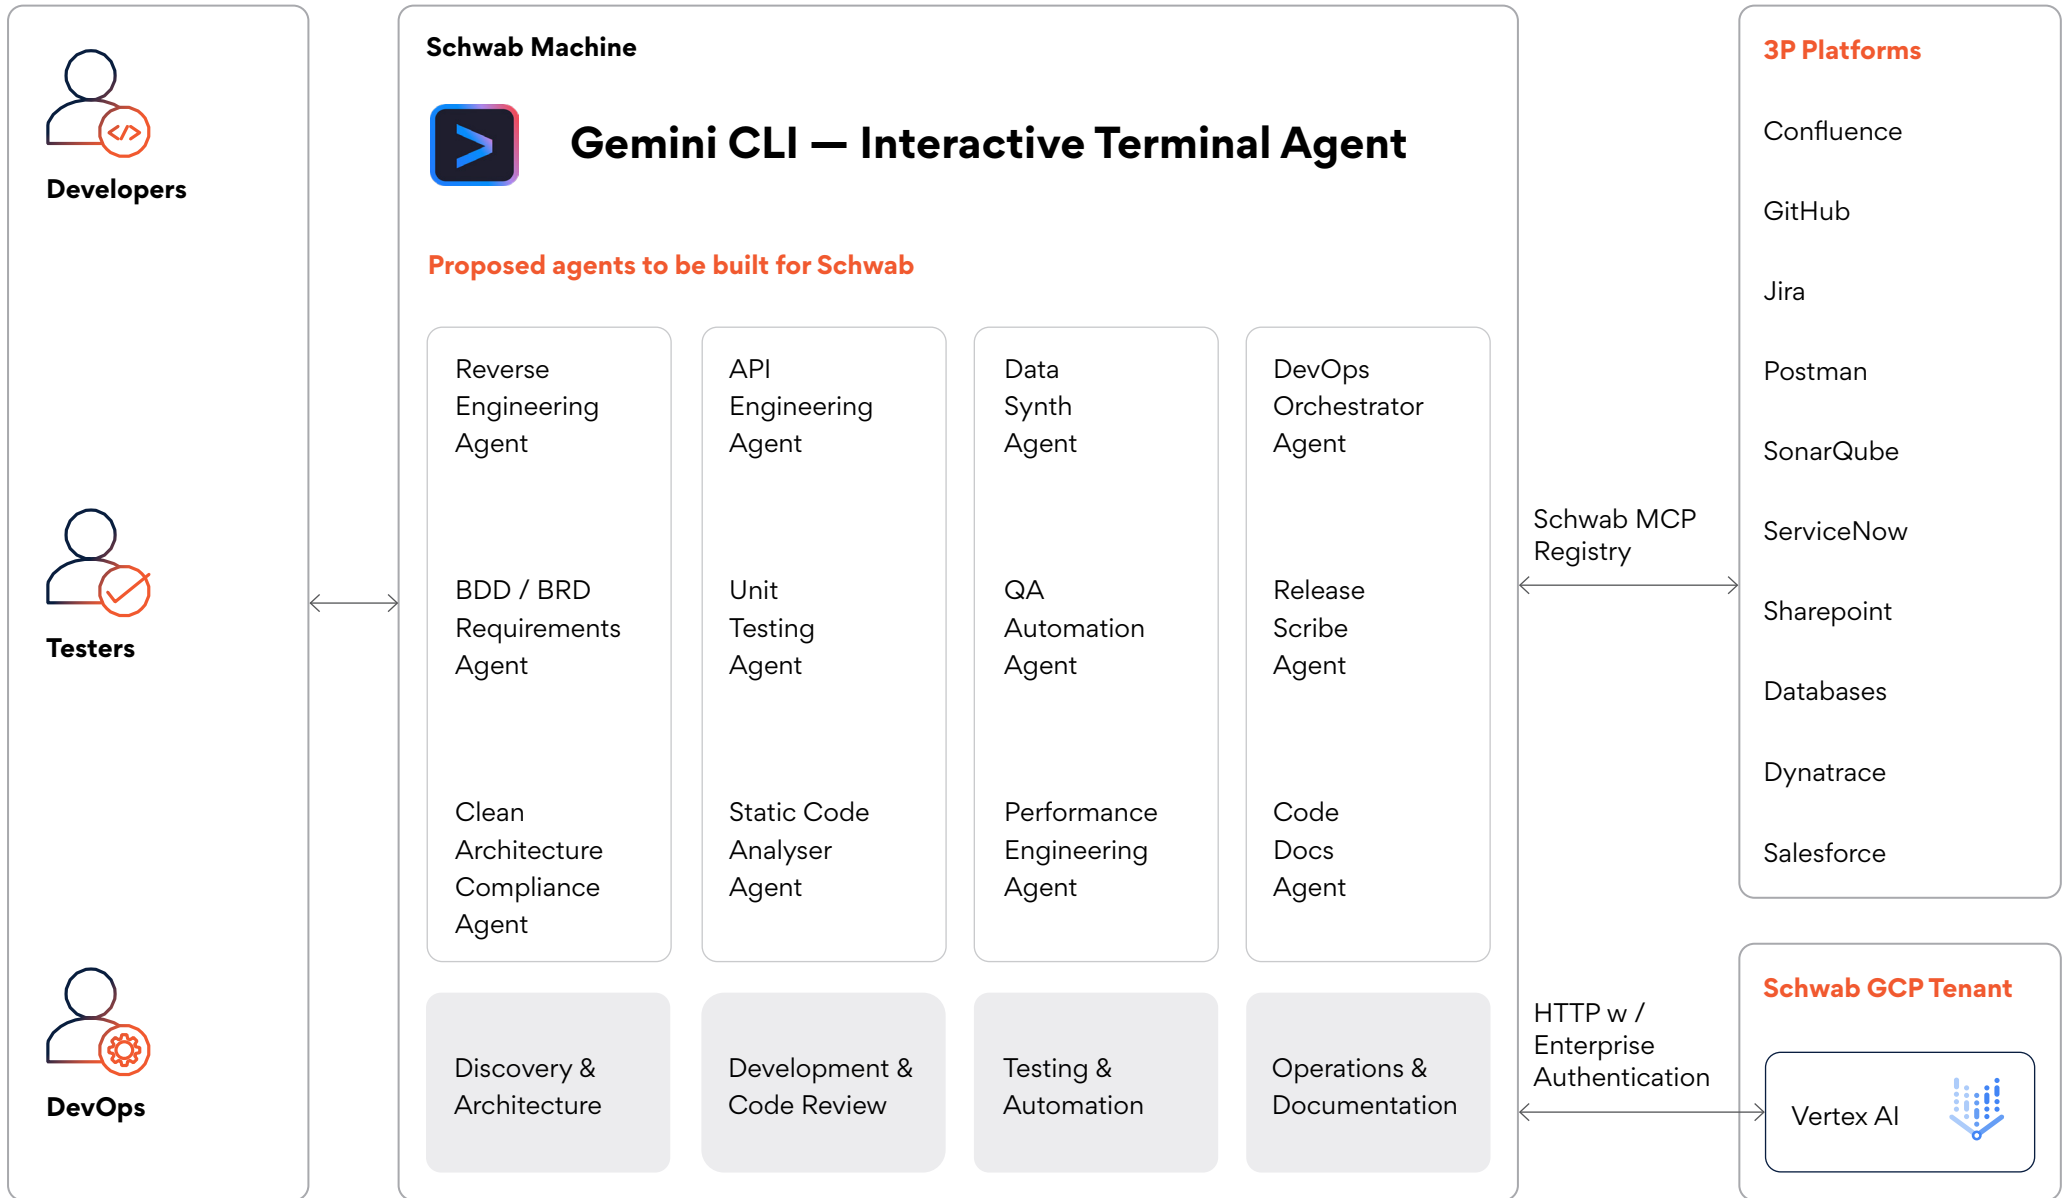 Developers
Testers
DevOps
Schwab Machine
Gemini CLI — Interactive Terminal Agent
Proposed agents to be built for Schwab
Reverse
Engineering
Agent
BDD / BRD
Requirements
Agent
Clean
Architecture
Compliance
Agent
Discovery &
Architecture
API
Engineering
Agent
Unit
Testing
Agent
Static Code
Analyser
Agent
Development &
Code Review
Data
Synth
Agent
QA
Automation
Agent
Performance
Engineering
Agent
Testing &
Automation
DevOps
Orchestrator
Agent
Release
Scribe
Agent
Code
Docs
Agent
Operations &
Documentation
Schwab MCP
Registry
HTTP w /
Enterprise
Authentication
3P Platforms
Confluence
GitHub
Jira
Postman
SonarQube
ServiceNow
Sharepoint
Databases
Dynatrace
Salesforce
Schwab GCP Tenant
Vertex AI